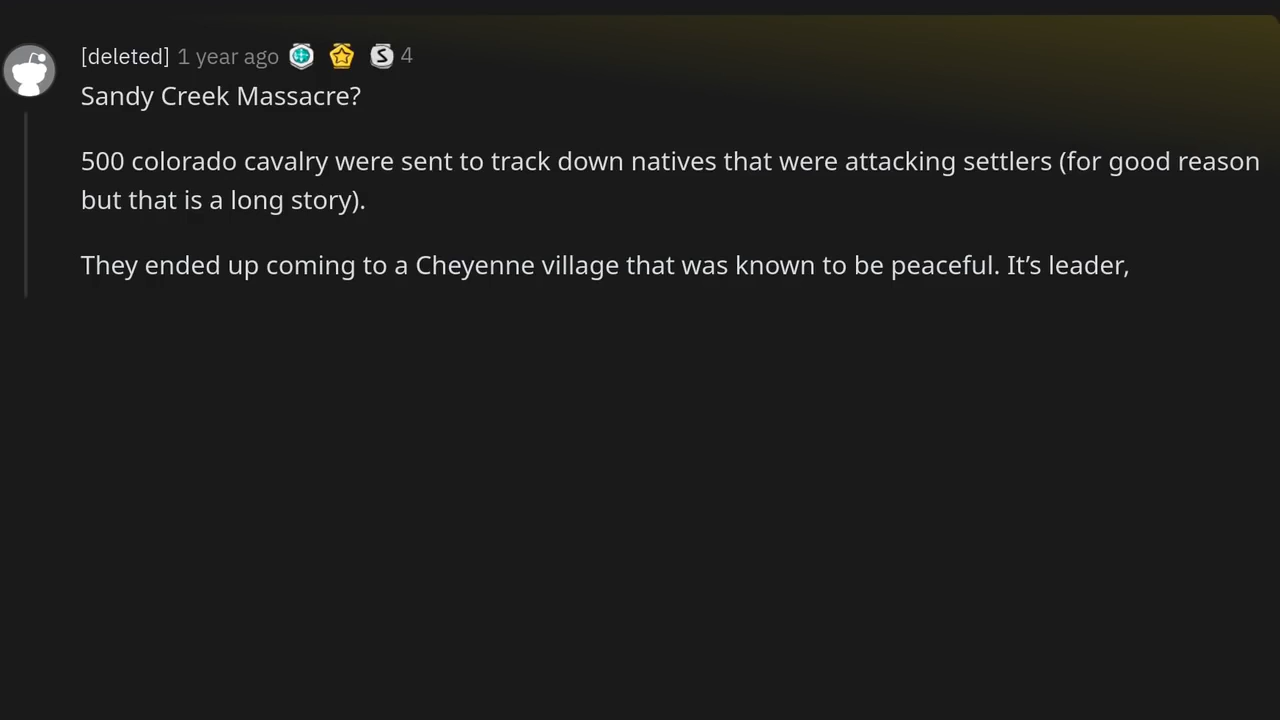 [deleted] 1 year ago S 4
Sandy Creek Massacre?
500 colorado cavalry were sent to track down natives that were attacking settlers (for good reason
but that is a long story).
They ended up coming to a Cheyenne village that was known to be peaceful. It’s leader,